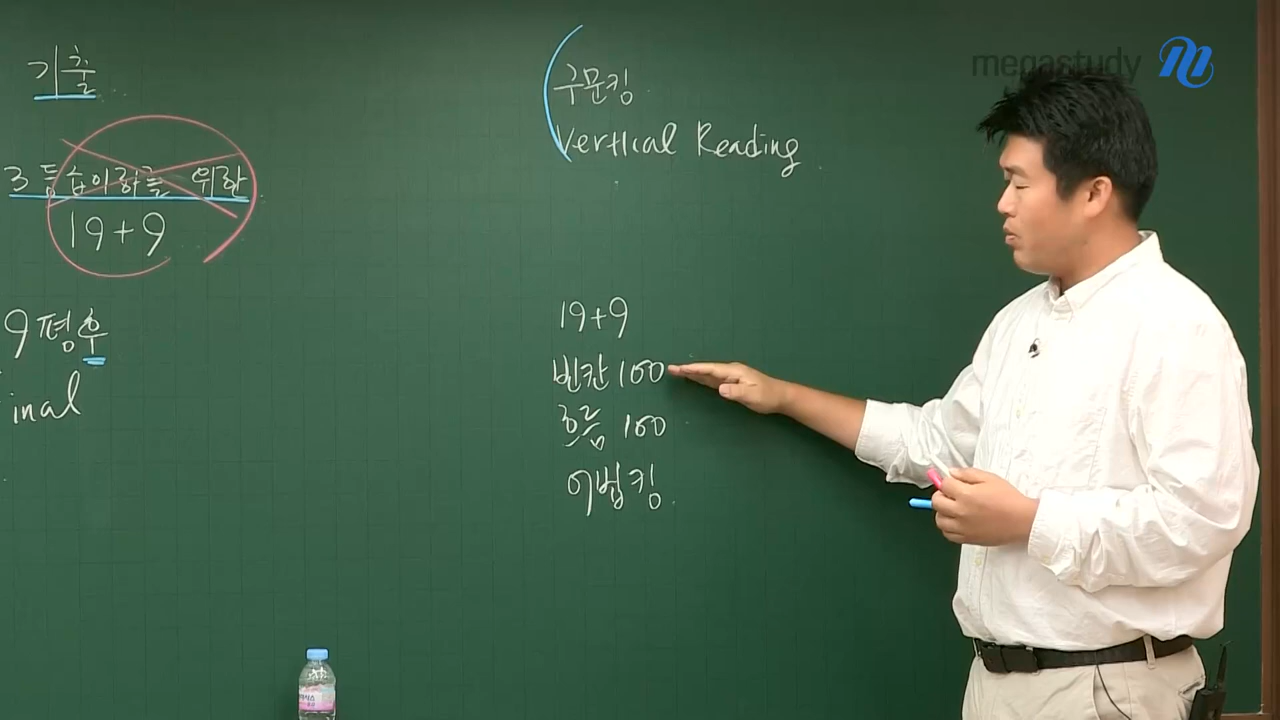 기출
3등급이하를 위한
19+9
9평후
inal
구문킹
Vertical Reading
19+9
빈칸 100
흐름 100
어법킹
megastudy